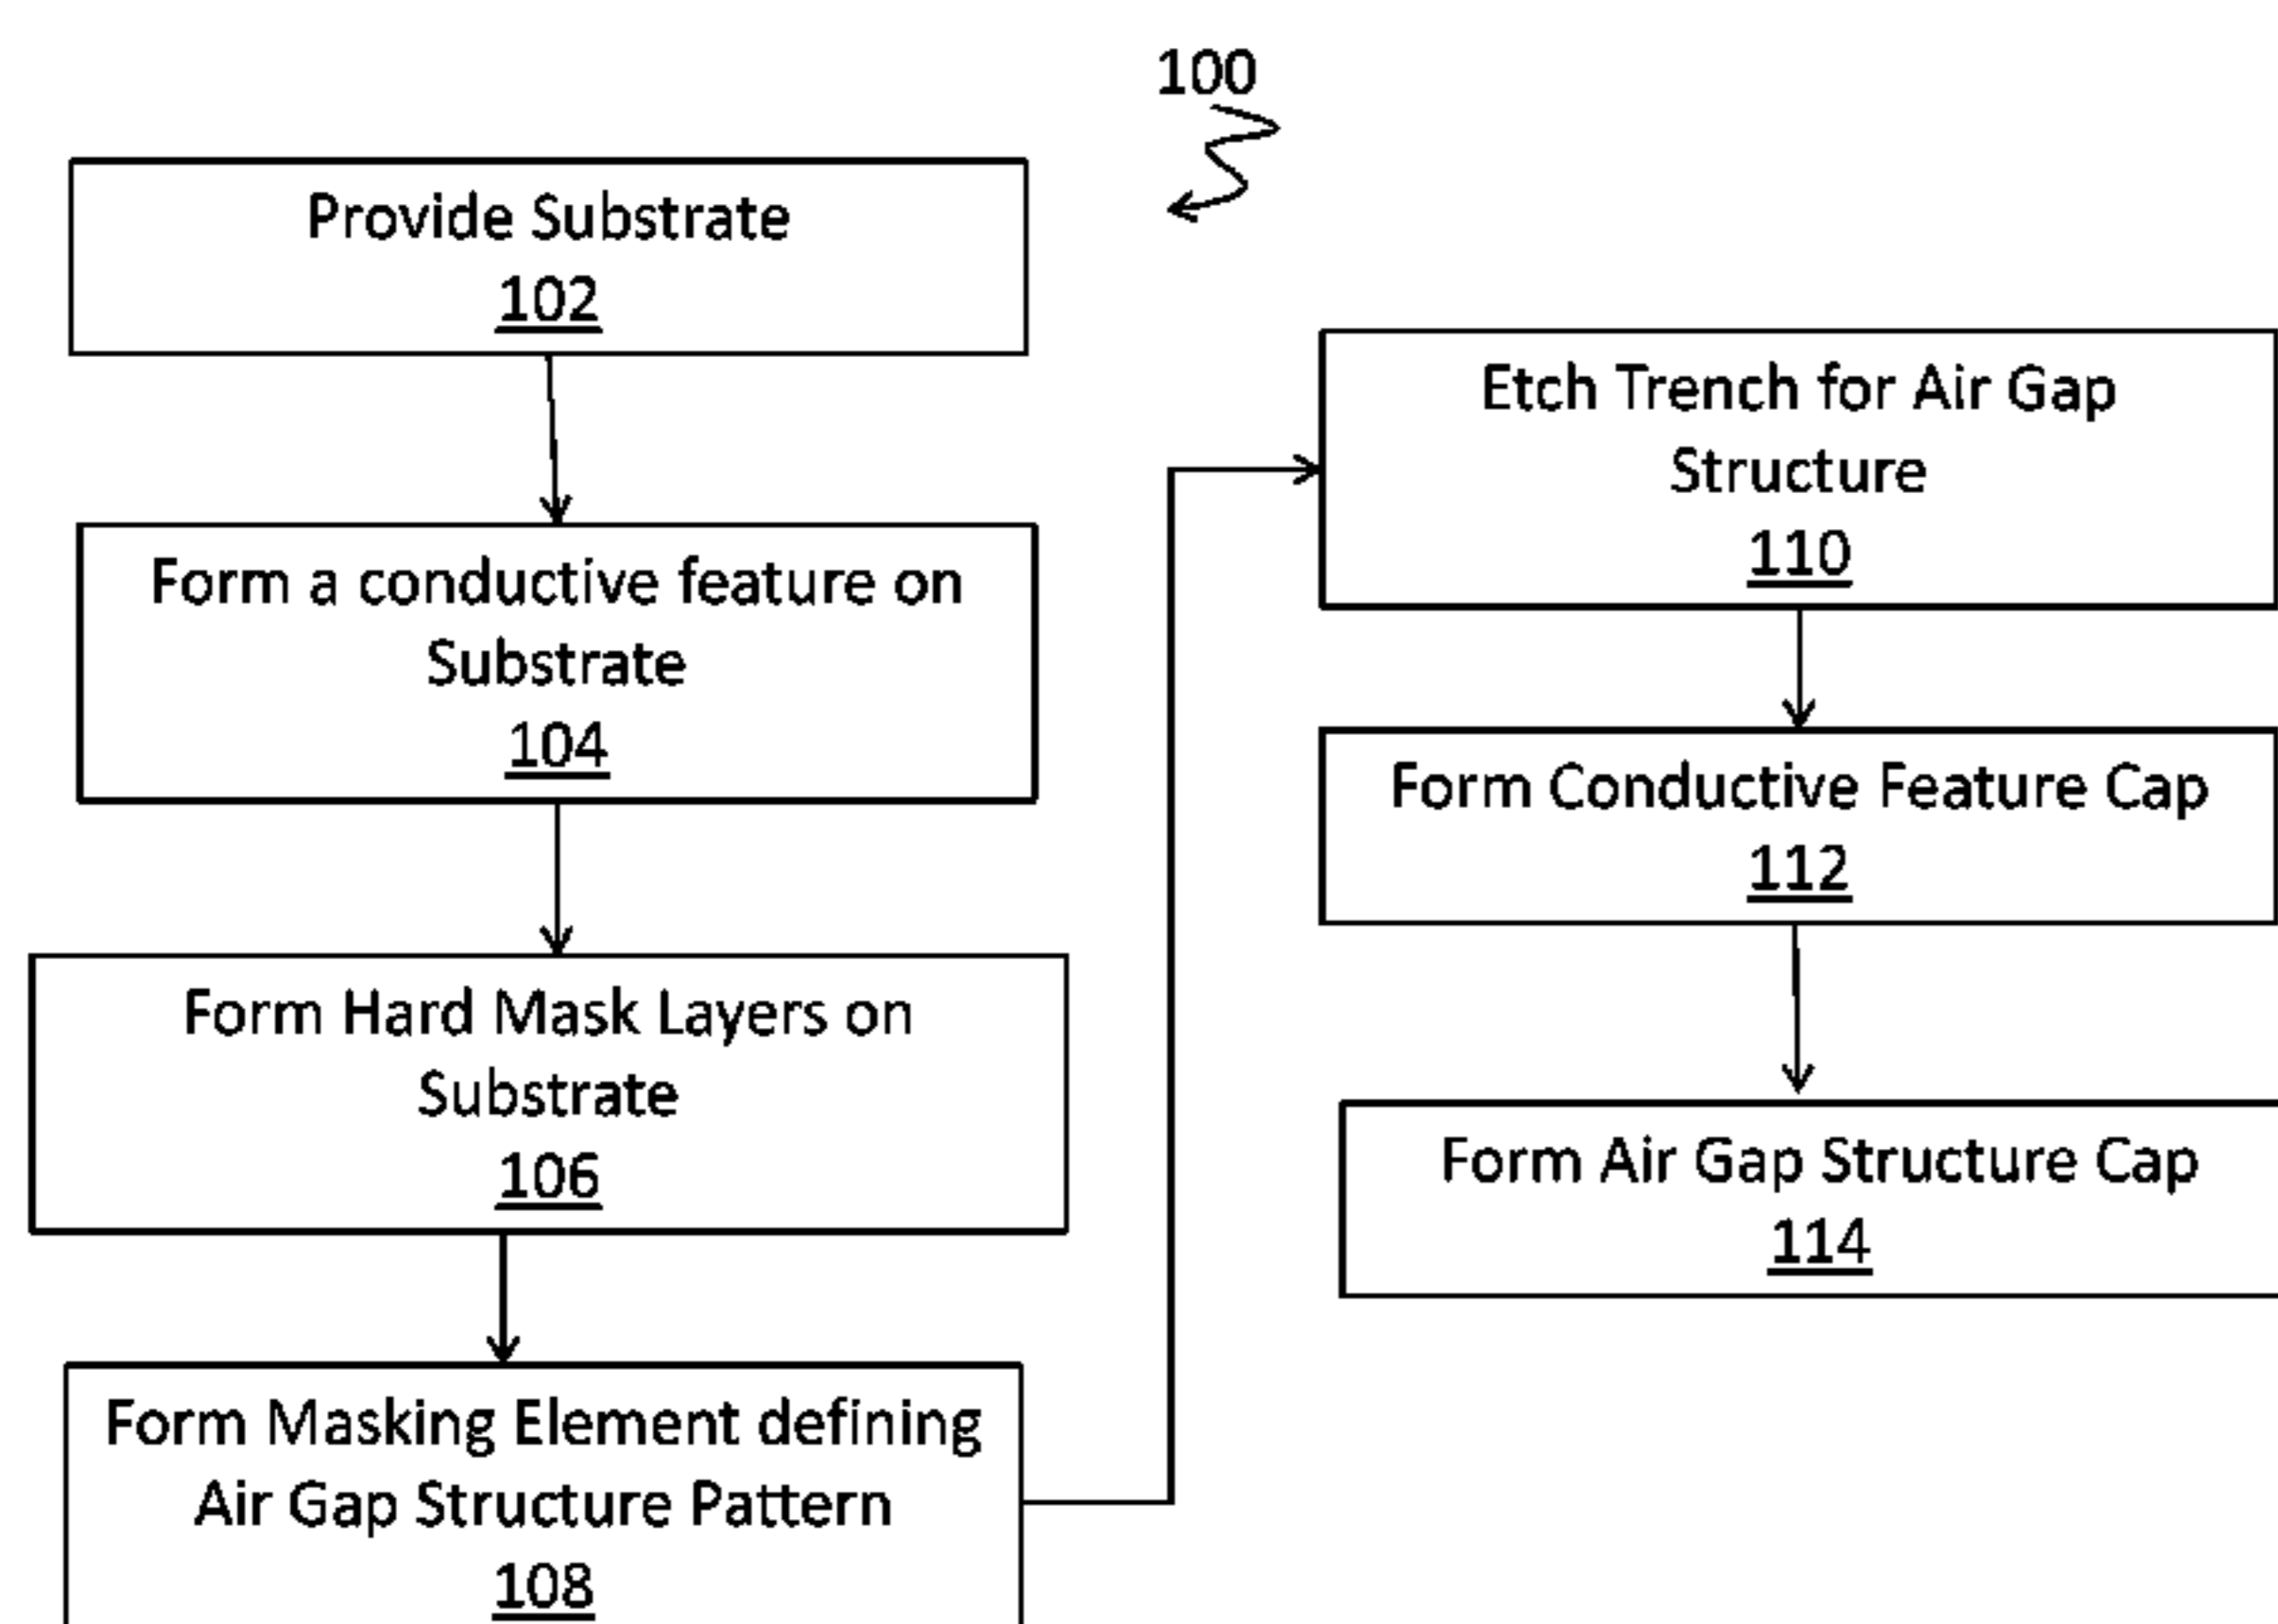 100
Provide Substrate
102
Form a conductive feature on
Substrate
104
Form Hard Mask Layers on
Substrate
106
Form Masking Element defining
Air Gap Structure Pattern
108
Etch Trench for Air Gap
Structure
110
Form Conductive Feature Cap
112
Form Air Gap Structure Cap
114